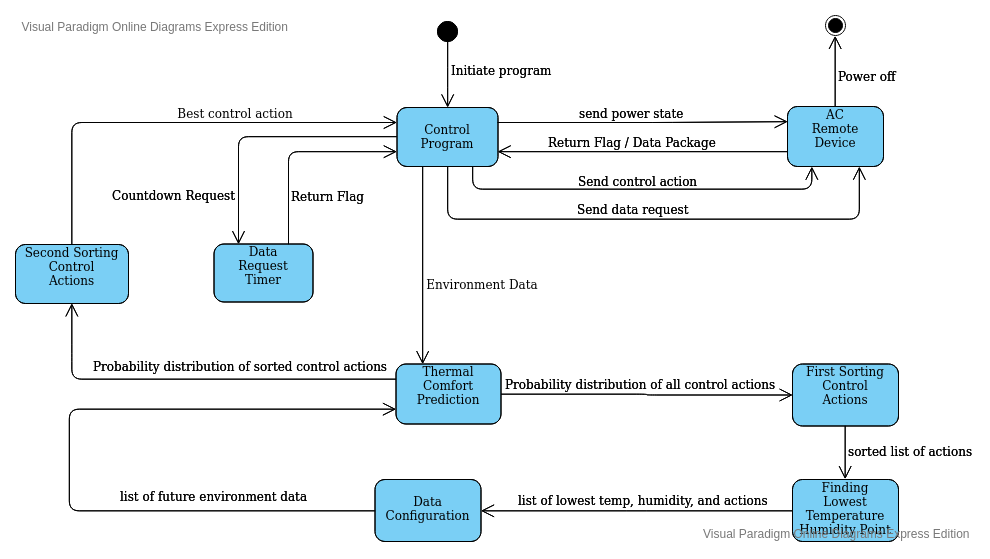 Visual Paradigm Online Diagrams Express Edition
Initiate program
Power off
Best control action
Control
Program
send power state
AC
Remote
Device
Return Flag / Data Package
Countdown Request
Return Flag
Send control action
Send data request
Second Sorting
Control
Actions
Data
Request
Timer
Environment Data
Probability distribution of sorted control actions
Thermal
Comfort
Prediction
Probability distribution of all control actions
First Sorting
Control
Actions
sorted list of actions
list of future environment data
Data
Configuration
list of lowest temp, humidity, and actions
Finding
Lowest
Temperature
Humidity Point
Visual Paradigm Online Diagrams Express Edition